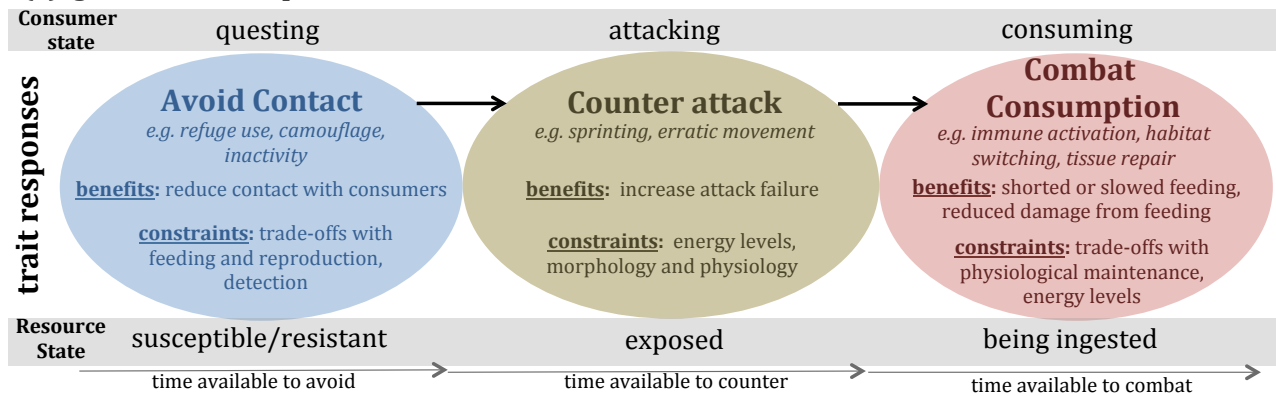 Consumer state
questing
attacking
consuming
trait responses
Avoid Contact
e.g. refuge use, camouflage,
inactivity
benefits: reduce contact with consumers
constraints: trade-offs with
feeding and reproduction,
detection
Counter attack
e.g. sprinting, erratic movement
benefits: increase attack failure
constraints: energy levels,
morphology and physiology
Combat
Consumption
e.g. immune activation, habitat
switching, tissue repair
benefits: shorted or slowed feeding,
reduced damage from feeding
constraints: trade-offs with
physiological maintenance,
energy levels
Resource
State
susceptible/resistant
exposed
being ingested
time available to avoid
time available to counter
time available to combat